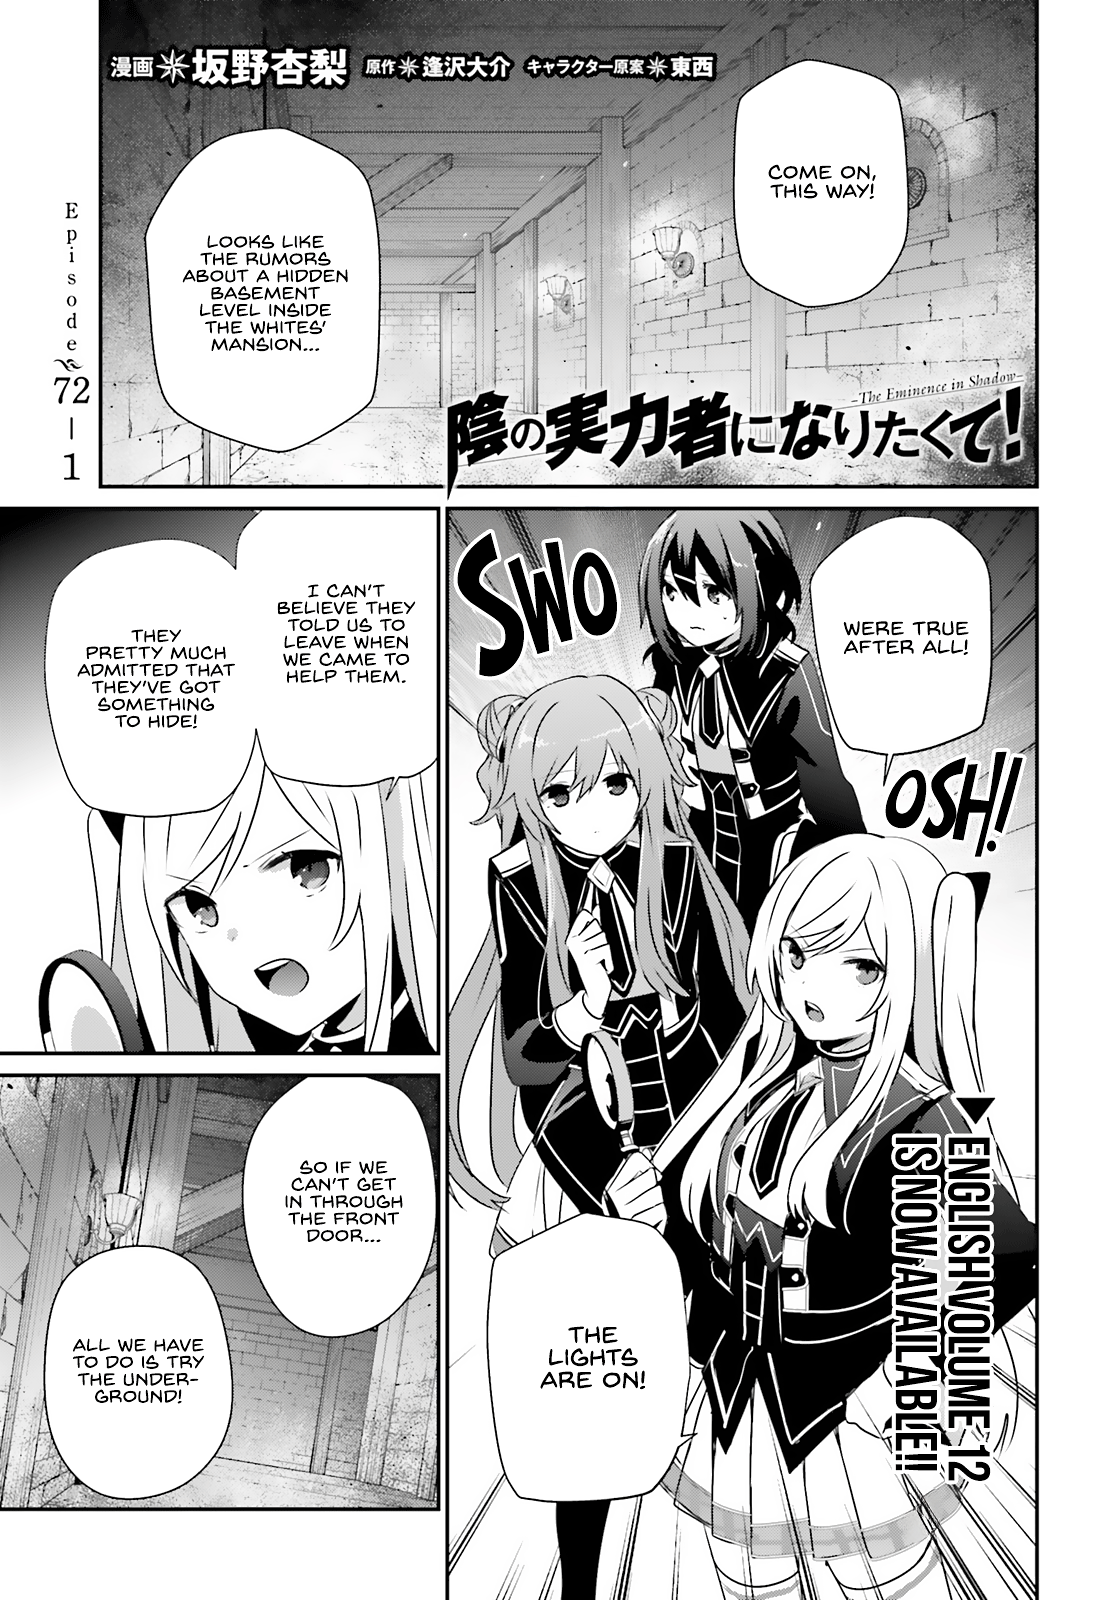 漫画 坂野杏梨 原作 逢沢大介 キャラクター原案 東西
Episode 72-1
COME ON,
THIS WAY!
LOOKS LIKE
THE RUMORS
ABOUT A HIDDEN
BASEMENT
LEVEL INSIDE
THE WHITES'
MANSION...
–The Eminence in Shadow–
陰の実力者になりたくて!
WERE TRUE
AFTER ALL!
SWO
OSH!
THE
LIGHTS
ARE ON!
▶ENGLISH VOLUME 12
IS NOW AVAILABLE!!
I CAN'T
BELIEVE THEY
TOLD US TO
LEAVE WHEN
WE CAME TO
HELP THEM.
THEY
PRETTY MUCH
ADMITTED THAT
THEY'VE GOT
SOMETHING
TO HIDE!
SO IF WE
CAN'T GET
IN THROUGH
THE FRONT
DOOR...
ALL WE HAVE
TO DO IS TRY
THE UNDER-
GROUND!